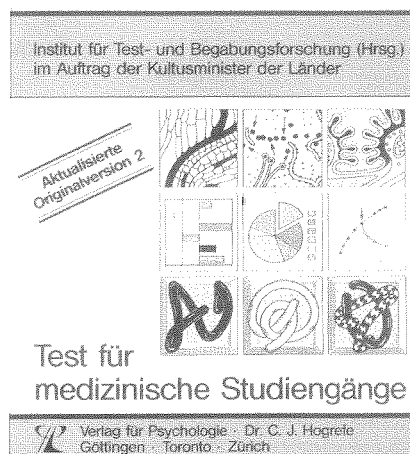 Institut für Test- und Begabungsforschung (Hrsg.)
im Auftrag der Kultusminister der Länder
Aktualisierte
Originalversion 2
Test für
medizinische Studiengänge
Verlag für Psychologie · Dr. C. J. Hogrefe
Göttingen · Toronto · Zürich